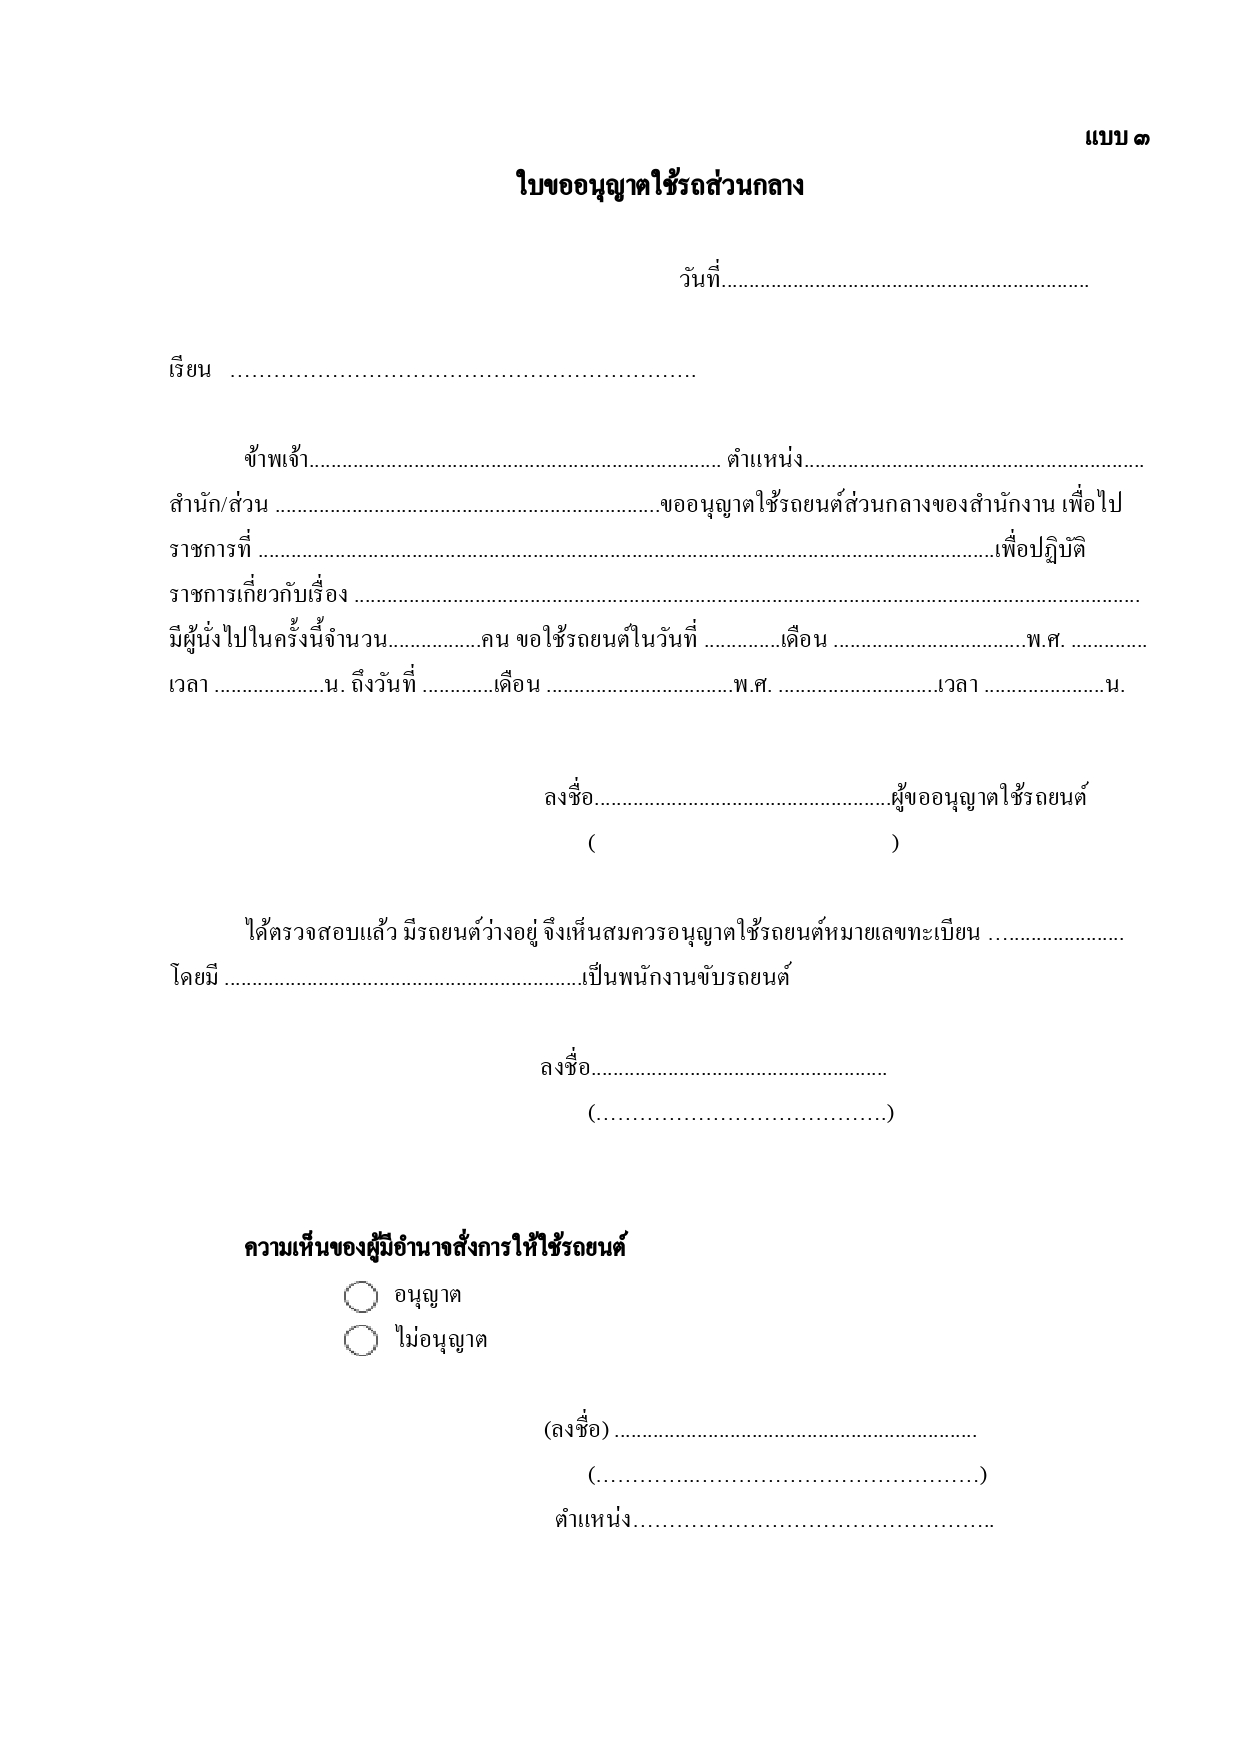 แบบ ๓
ใบขออนุญาตใช้รถส่วนกลาง
วันที่...................................................................
เรียน ……………………………………………………….
ข้าพเจ้า........................................................................... ตำแหน่ง..............................................................
สำนัก/ส่วน ......................................................................ขออนุญาตใช้รถยนต์ส่วนกลางของสำนักงาน เพื่อไป
ราชการที่ ......................................................................................................................................เพื่อปฏิบัติ
ราชการเกี่ยวกับเรื่อง ...............................................................................................................................................
มีผู้นั่งไปในครั้งนี้จำนวน.................คน ขอใช้รถยนต์ในวันที่ ..............เดือน ...................................พ.ศ. ..............
เวลา ....................น. ถึงวันที่ .............เดือน ..................................พ.ศ. .............................เวลา ......................น.
ลงชื่อ......................................................ผู้ขออนุญาตใช้รถยนต์
( )
ได้ตรวจสอบแล้ว มีรถยนต์ว่างอยู่ จึงเห็นสมควรอนุญาตใช้รถยนต์หมายเลขทะเบียน ….....................
โดยมี .................................................................เป็นพนักงานขับรถยนต์
ลงชื่อ......................................................
(………………………………….)
ความเห็นของผู้มีอำนาจสั่งการให้ใช้รถยนต์
อนุญาต
ไม่อนุญาต
(ลงชื่อ) ..................................................................
(………….…………………………………)
ตำแหน่ง…………………………………………..